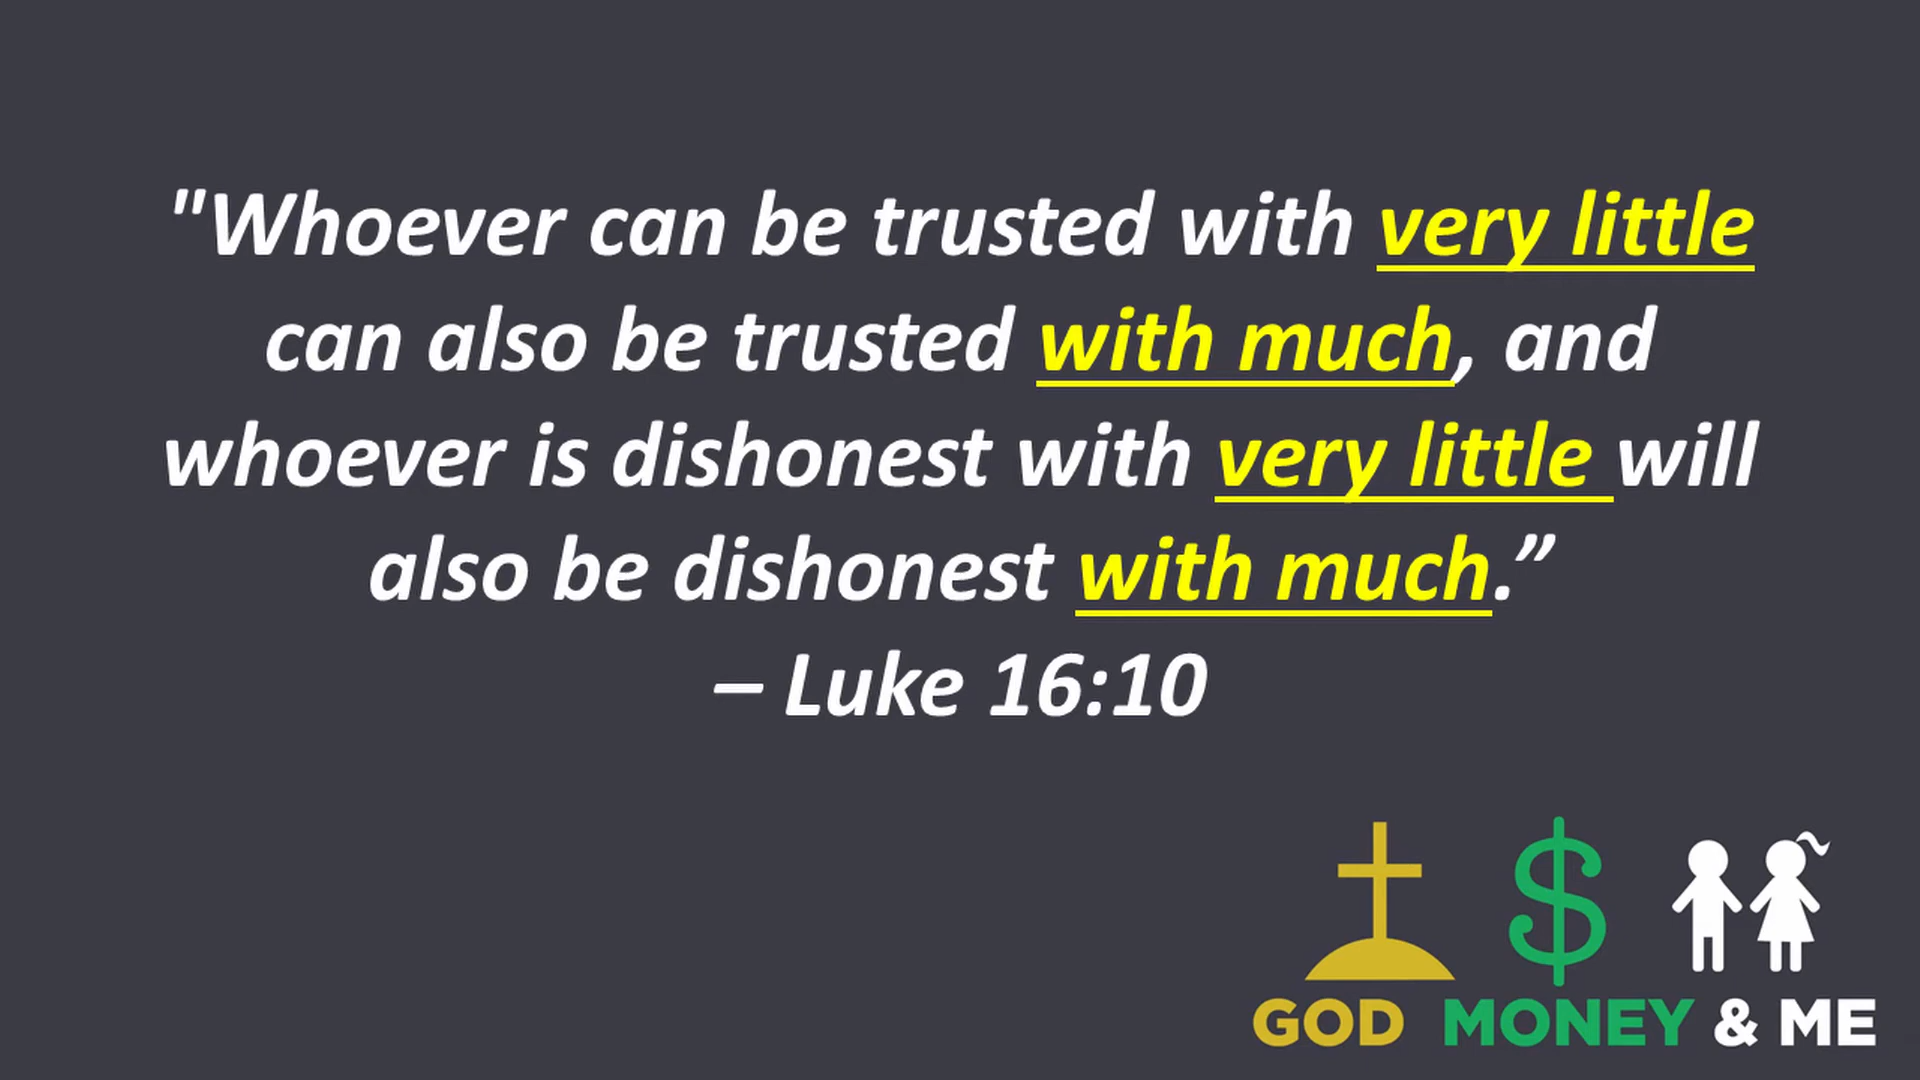 "Whoever can be trusted with very little
can also be trusted with much, and
whoever is dishonest with very little will
also be dishonest with much.”
– Luke 16:10
$
GOD MONEY & ME